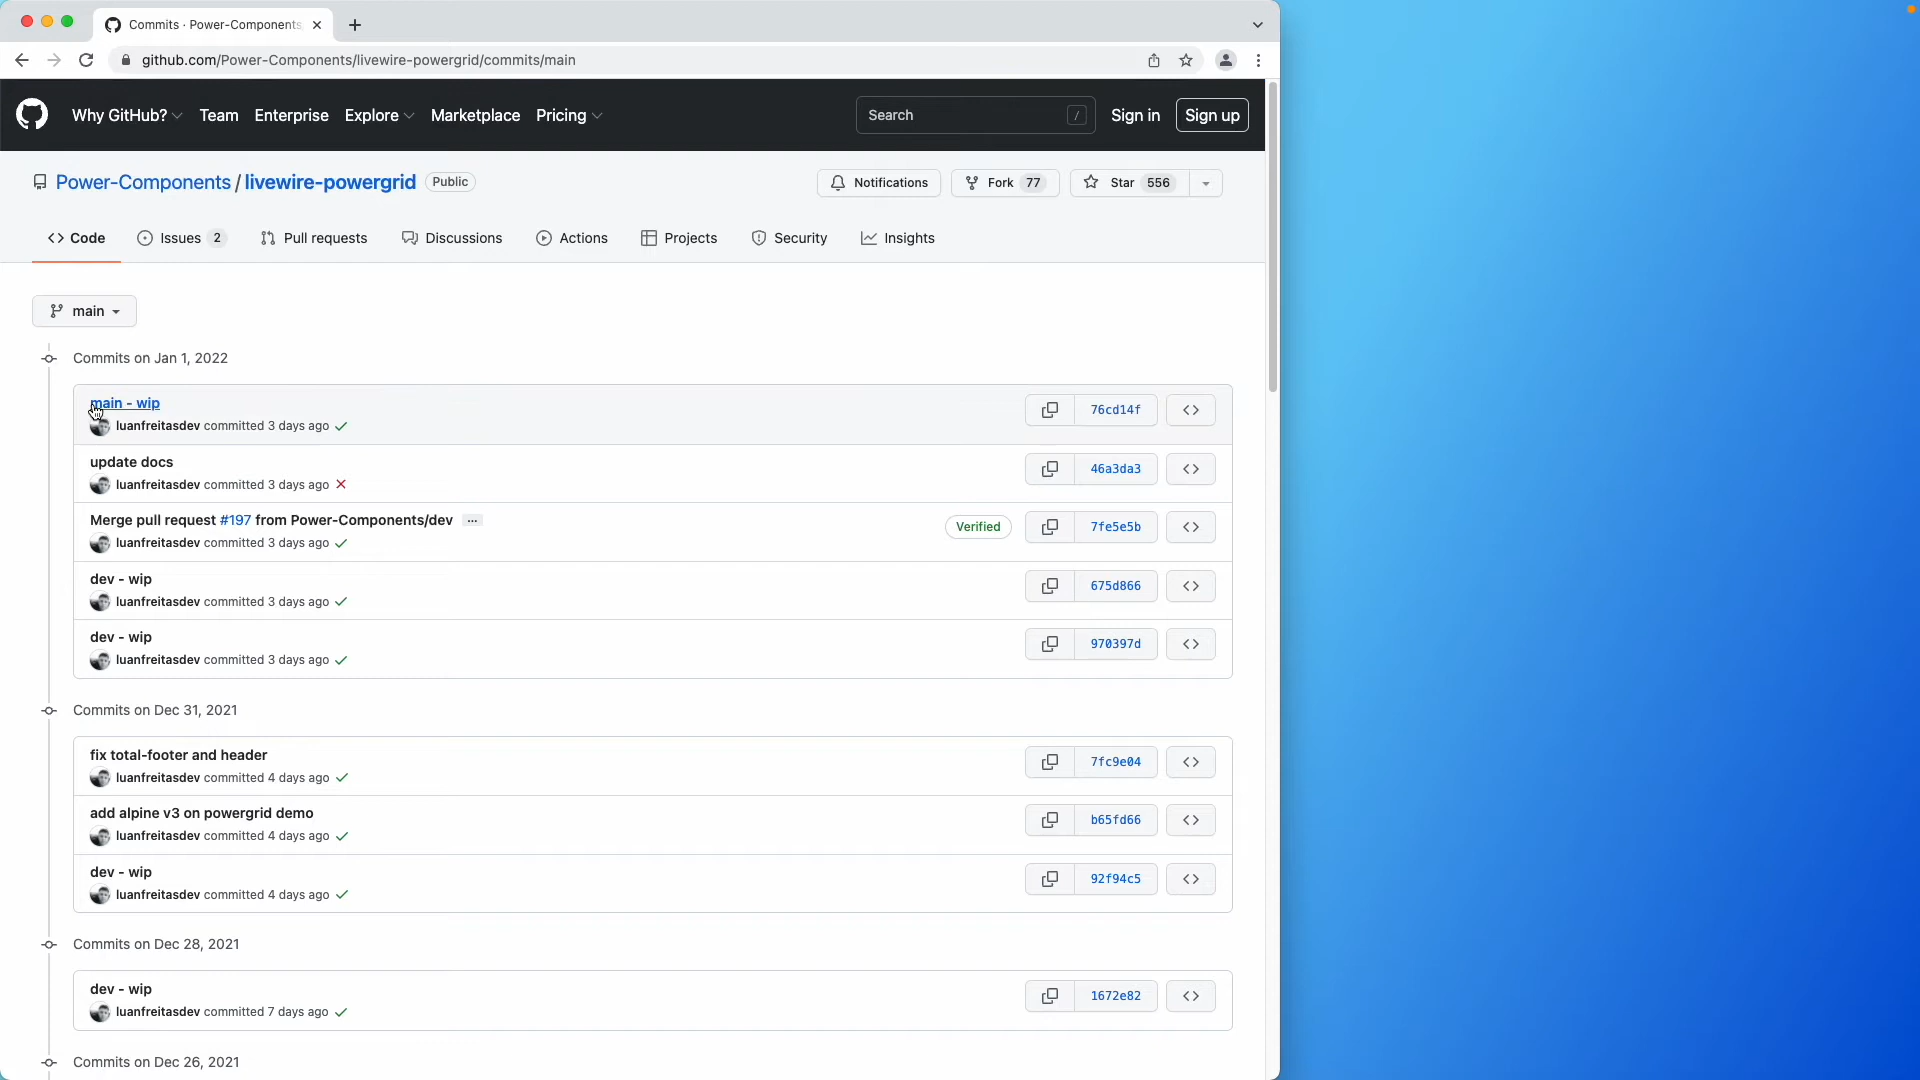 Commits · Power-Components
github.com/Power-Components/livewire-powergrid/commits/main
Why GitHub? Team Enterprise Explore Marketplace Pricing Search / Sign in Sign up
Power-Components / livewire-powergrid Public Notifications Fork 77 Star 556
Code Issues 2 Pull requests Discussions Actions Projects Security Insights
main
Commits on Jan 1, 2022
main - wip
luanfreitasdev committed 3 days ago
76cd14f
update docs
luanfreitasdev committed 3 days ago
46a3da3
Merge pull request #197 from Power-Components/dev ...
luanfreitasdev committed 3 days ago
Verified 7fe5e5b
dev - wip
luanfreitasdev committed 3 days ago
675d866
dev - wip
luanfreitasdev committed 3 days ago
970397d
Commits on Dec 31, 2021
fix total-footer and header
luanfreitasdev committed 4 days ago
7fc9e04
add alpine v3 on powergrid demo
luanfreitasdev committed 4 days ago
b65fd66
dev - wip
luanfreitasdev committed 4 days ago
92f94c5
Commits on Dec 28, 2021
dev - wip
luanfreitasdev committed 7 days ago
1672e82
Commits on Dec 26, 2021